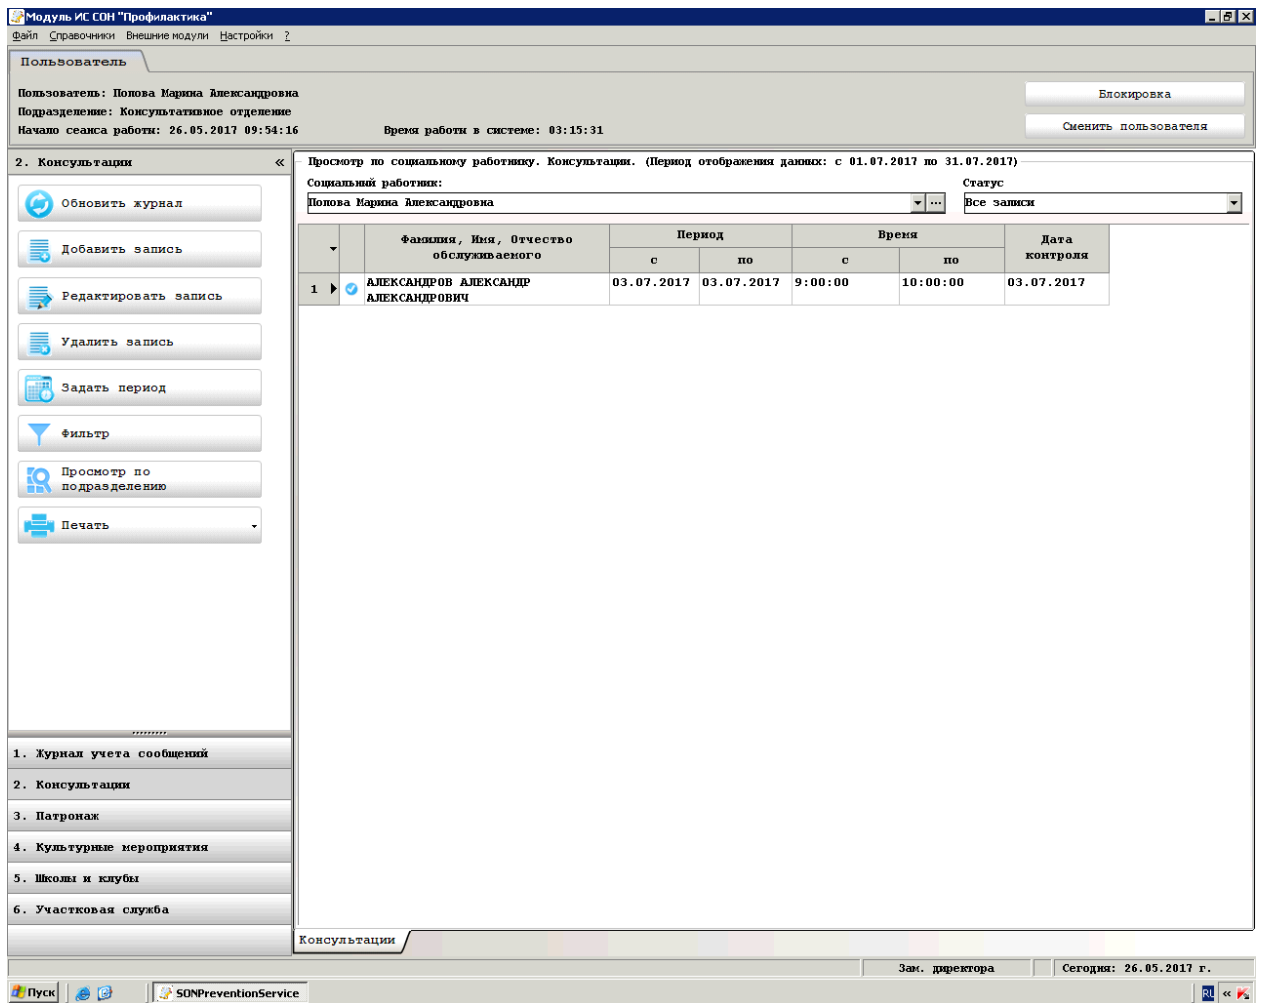 Модуль ИС СОН "Профилактика"
Файл Справочники Внешние модули Настройки ?
Пользователь
Пользователь: Попова Марина Александровна
Подразделение: Консультативное отделение
Начало сеанса работы: 26.05.2017 09:54:16 Время работы в системе: 03:15:31
Блокировка
Сменить пользователя
2. Консультации «
Обновить журнал
Добавить запись
Редактировать запись
Удалить запись
Задать период
Фильтр
Просмотр по
подразделению
Печать
1. Журнал учета сообщений
2. Консультации
3. Патронаж
4. Культурные мероприятия
5. Школы и клубы
6. Участковая служба
Просмотр по социальному работнику. Консультации. (Период отображения данных: с 01.07.2017 по 31.07.2017)
Социальный работник: Статус
Попова Марина Александровна ... Все записи
Фамилия, Имя, Отчество
обслуживаемого
Период
с по
Время
с по
Дата
контроля
1 АЛЕКСАНДРОВ АЛЕКСАНДР 03.07.2017 03.07.2017 9:00:00 10:00:00 03.07.2017
АЛЕКСАНДРОВИЧ
Консультации
Зам. директора Сегодня: 26.05.2017 г.
Пуск SONPreventionService RU «